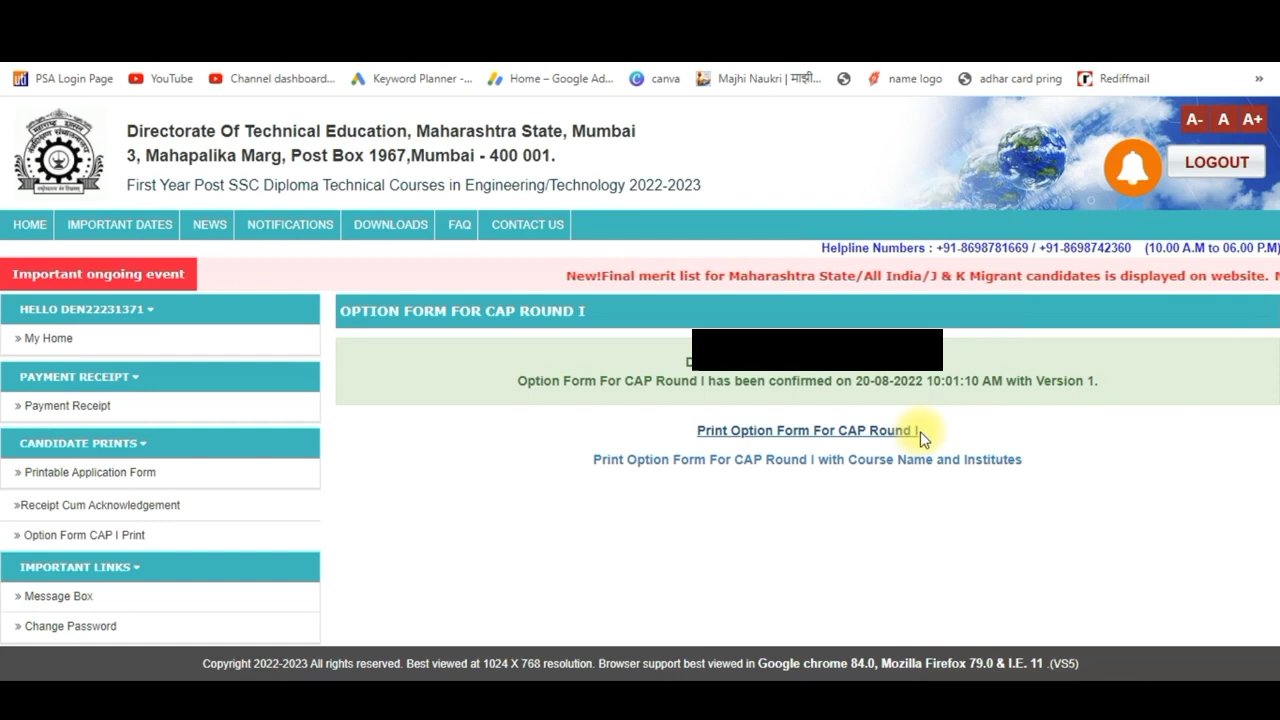 PSA Login Page YouTube Channel dashboard... Keyword Planner -... Home – Google Ad... canva Majhi Naukri | माझी... name logo adhar card pring Rediffmail »
Directorate Of Technical Education, Maharashtra State, Mumbai
3, Mahapalika Marg, Post Box 1967,Mumbai - 400 001.
First Year Post SSC Diploma Technical Courses in Engineering/Technology 2022-2023
A- A A+
LOGOUT
HOME IMPORTANT DATES NEWS NOTIFICATIONS DOWNLOADS FAQ CONTACT US
Helpline Numbers : +91-8698781669 / +91-8698742360 (10.00 A.M to 06.00 P.M)
Important ongoing event
New!Final merit list for Maharashtra State/All India/J & K Migrant candidates is displayed on website.
HELLO DEN22231371
» My Home
PAYMENT RECEIPT
» Payment Receipt
CANDIDATE PRINTS
» Printable Application Form
»Receipt Cum Acknowledgement
» Option Form CAP I Print
IMPORTANT LINKS
» Message Box
» Change Password
OPTION FORM FOR CAP ROUND I
Option Form For CAP Round I has been confirmed on 20-08-2022 10:01:10 AM with Version 1.
Print Option Form For CAP Round I
Print Option Form For CAP Round I with Course Name and Institutes
Copyright 2022-2023 All rights reserved. Best viewed at 1024 X 768 resolution. Browser support best viewed in Google chrome 84.0, Mozilla Firefox 79.0 & I.E. 11 .(VS5)